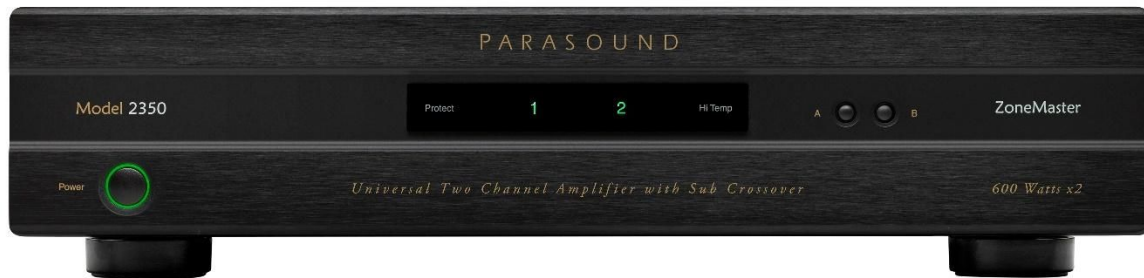 PARASOUND
Model 2350
Protect 1 2 Hi Temp
A B
ZoneMaster
Power
Universal Two Channel Amplifier with Sub Crossover
600 Watts x2